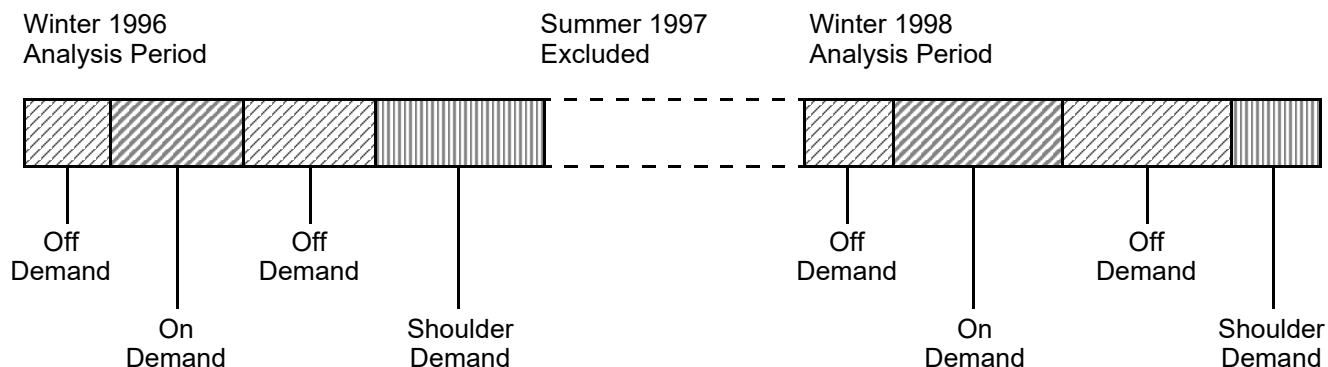 Winter 1996
Analysis Period
Summer 1997
Excluded
Winter 1998
Analysis Period
Off
Demand
On
Demand
Off
Demand
Shoulder
Demand
Off
Demand
On
Demand
Off
Demand
Shoulder
Demand